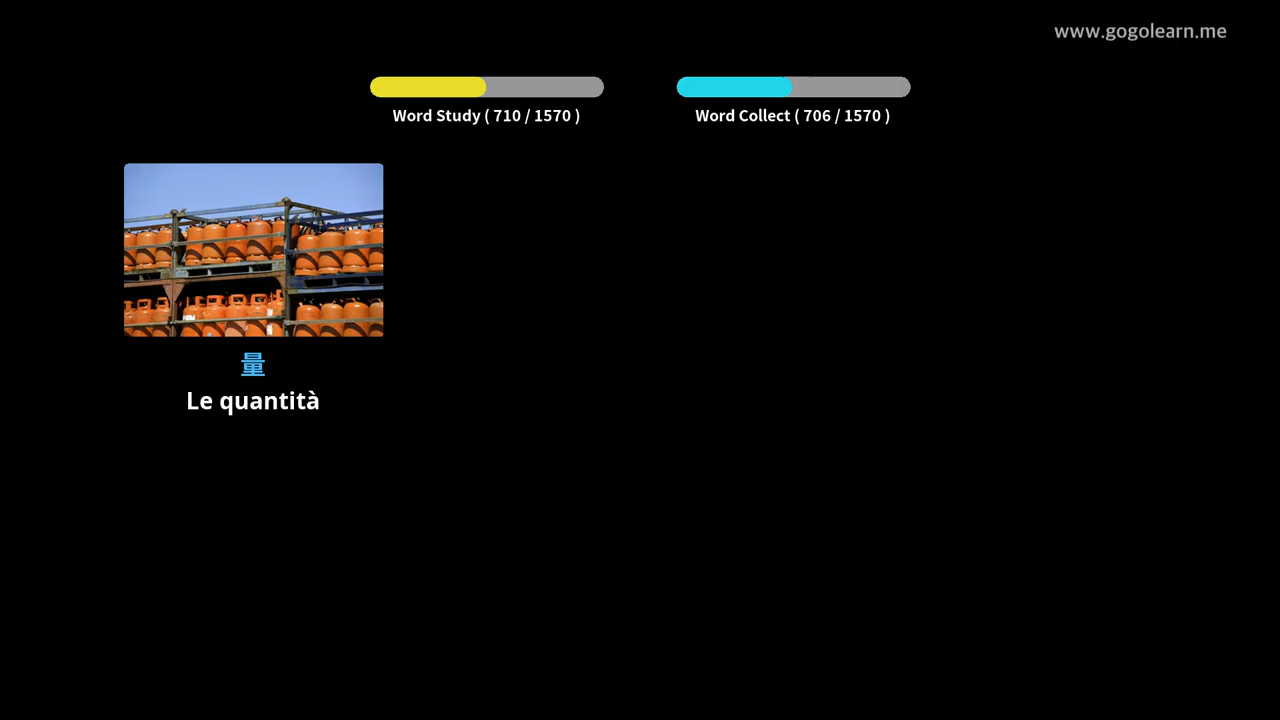 www.gogolearn.me
Word Study ( 710 / 1570 )
Word Collect ( 706 / 1570 )
量
Le quantità